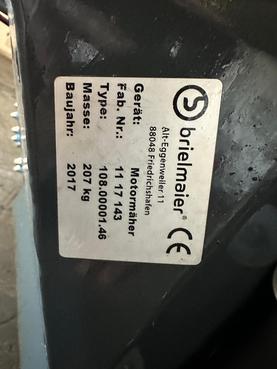 brielmaier®
CE
Alt-Eggenweiler 11
88048 Friedrichshafen
Gerät: Motormäher
Fab. Nr.: 11 17 143
Type: 108.00001.46
Masse: 207 kg
Baujahr: 2017